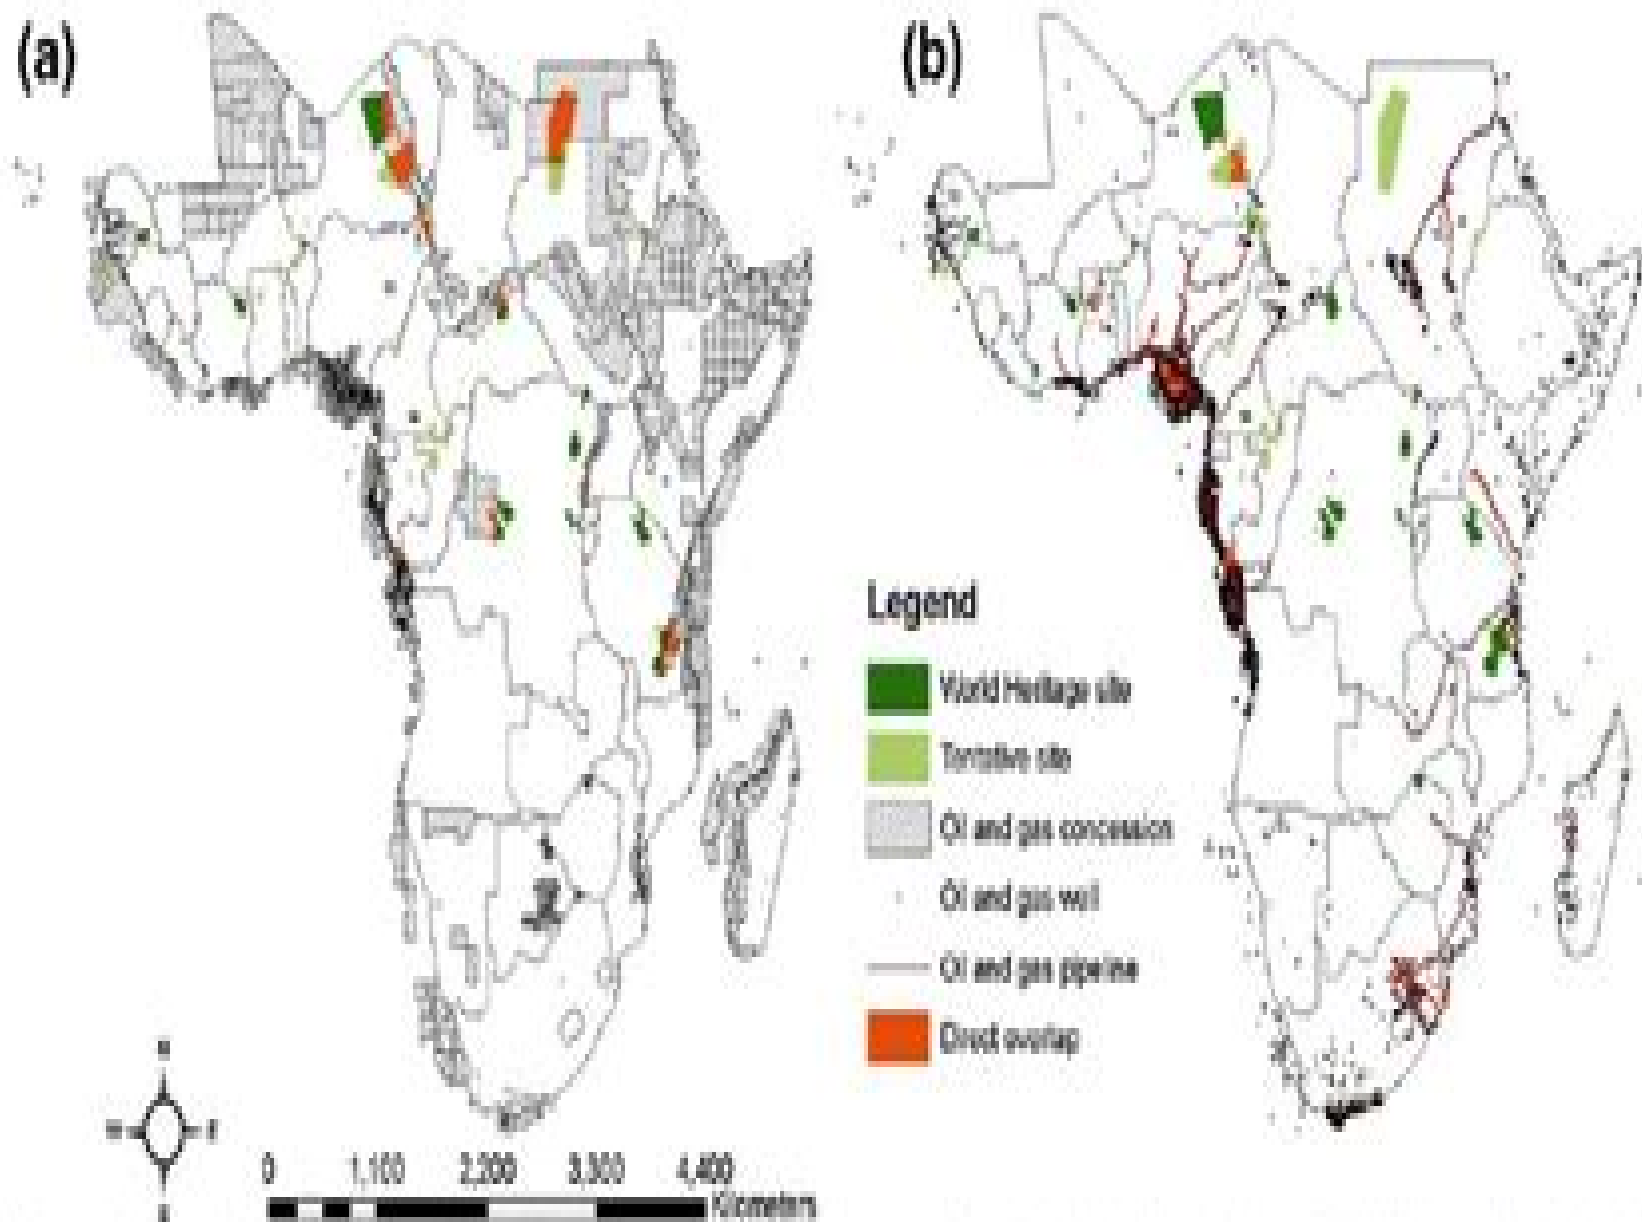 (a)
(b)
Legend
World Heritage site
Tentative site
Oil and gas concession
Oil and gas well
Oil and gas pipeline
Direct overlap
N
W E
S
0 1,100 2,200 3,300 4,400
Kilometers